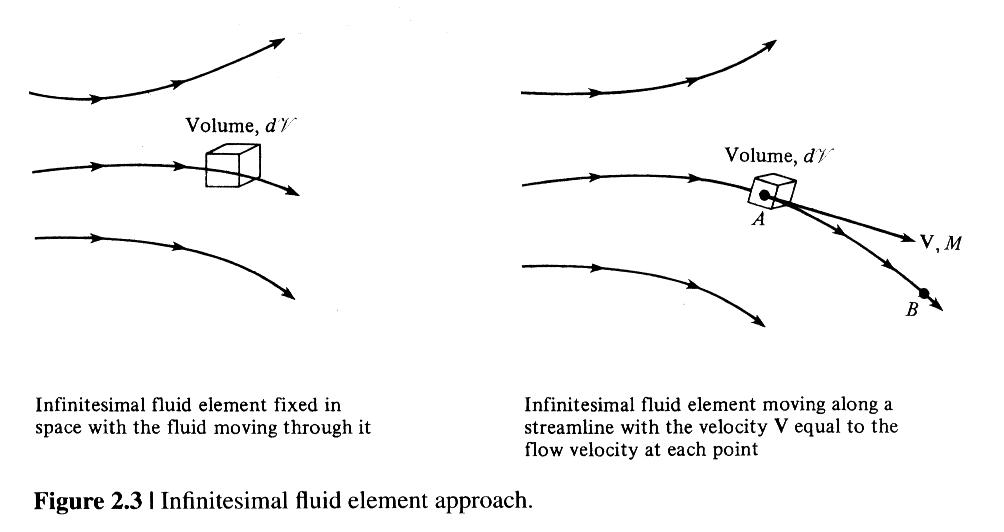 Volume, d𝒱
Volume, d𝒱
A
V, M
B
Infinitesimal fluid element fixed in
space with the fluid moving through it
Infinitesimal fluid element moving along a
streamline with the velocity V equal to the
flow velocity at each point
Figure 2.3 | Infinitesimal fluid element approach.